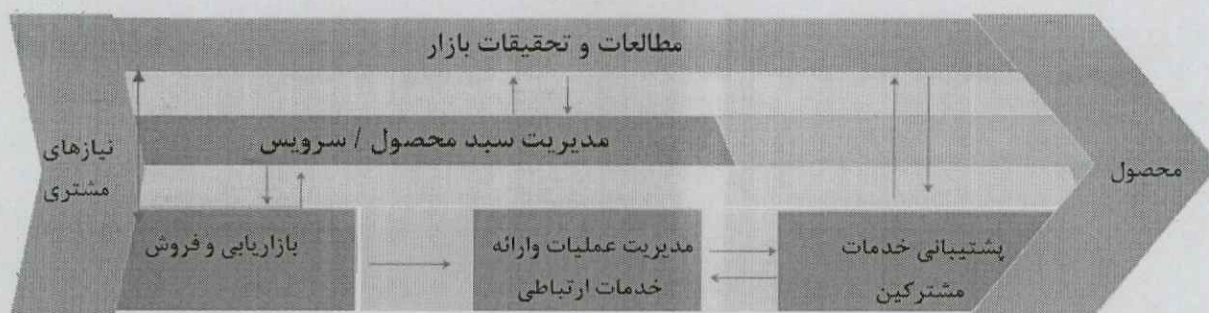 مطالعات و تحقیقات بازار
مدیریت سبد محصول / سرویس
نیازهای
مشتری
محصول
بازاریابی و فروش
مدیریت عملیات وارائه
خدمات ارتباطی
پشتیبانی خدمات
مشترکین